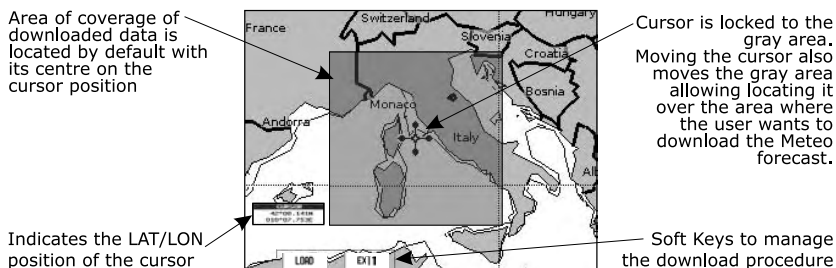 Area of coverage of
downloaded data is
located by default with
its centre on the
cursor position
Cursor is locked to the
gray area.
Moving the cursor also
moves the gray area
allowing locating it
over the area where
the user wants to
download the Meteo
forecast.
France
Switzerland
Hungary
Slovenia
Croatia
Bosnia
Monaco
Andorra
Italy
CURSOR
Indicates the LAT/LON
position of the cursor
LOAD
EXIT
Soft Keys to manage
the download procedure